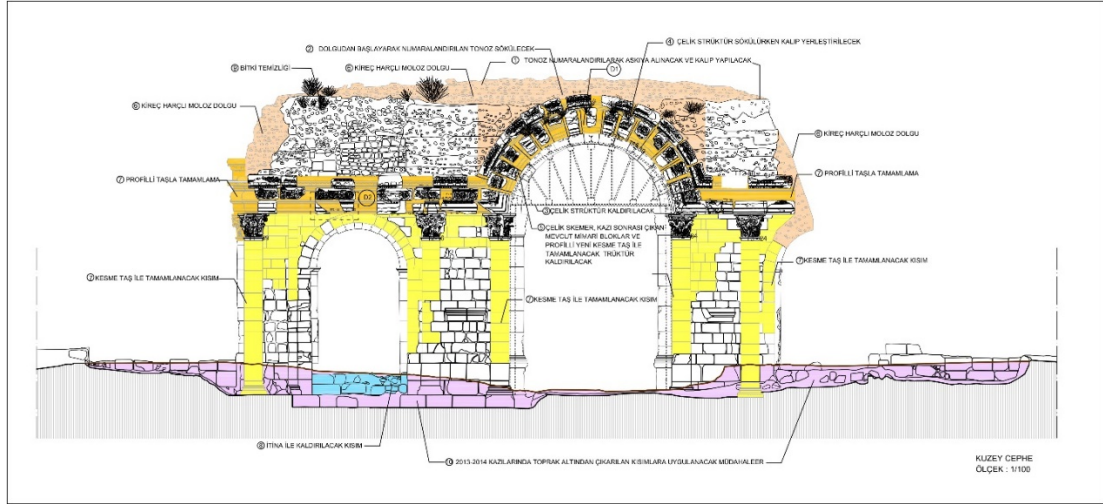 ④ ÇELİK STRÜKTÜR SÖKÜLÜRKEN KALIP YERLEŞTİRİLECEK
② DOLGUDAN BAŞLAYARAK NUMARALANDIRILAN TONOZ SÖKÜLECEK
① TONOZ NUMARALANDIRILARAK ASKIYA ALINACAK VE KALIP YAPILACAK
⑨ BİTKİ TEMİZLİĞİ
⑥ KİREÇ HARÇLI MOLOZ DOLGU
D1
⑥ KİREÇ HARÇLI MOLOZ DOLGU
⑥ KİREÇ HARÇLI MOLOZ DOLGU
⑦ PROFİLLİ TAŞLA TAMAMLAMA
⑦ PROFİLLİ TAŞLA TAMAMLAMA
D2
③ ÇELİK STRÜKTÜR KALDIRILACAK
⑤ ÇELİK SKEMER, KAZI SONRASI ÇIKAN
MEVCUT MİMARİ BLOKLAR VE
PROFİLLİ YENİ KESME TAŞ İLE
TAMAMLANACAK TRÜKTÜR
KALDIRILACAK
⑦ KESME TAŞ İLE TAMAMLANACAK KISIM
⑦ KESME TAŞ İLE TAMAMLANACAK KISIM
⑦ KESME TAŞ İLE TAMAMLANACAK KISIM
⑧ İTİNA İLE KALDIRILACAK KISIM
⑩ 2013-2014 KAZILARINDA TOPRAK ALTINDAN ÇIKARILAN KISIMLARA UYGULANACAK MÜDAHALEER
KUZEY CEPHE
ÖLÇEK : 1/100